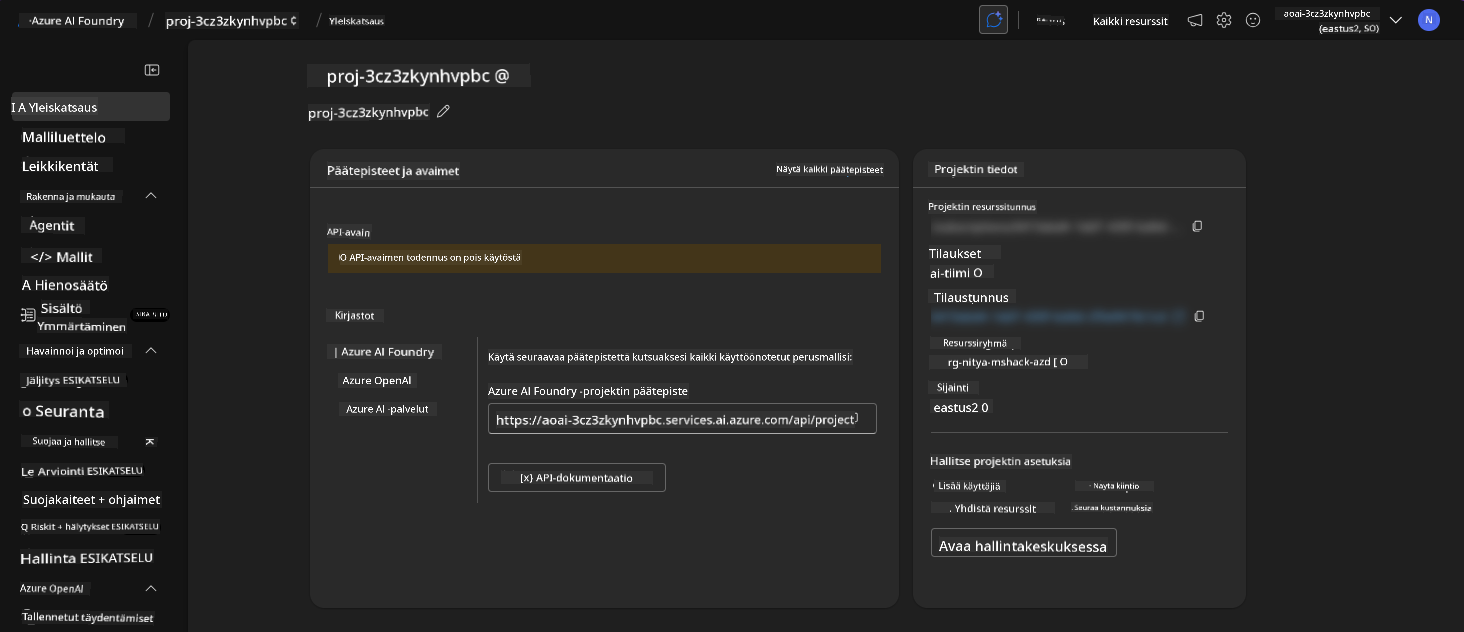 ·Azure AI Foundry / proj-3cz3zkynhvpbc / Yleiskatsaus
Kaikki resurssit
aoai-3cz3zkynhvpbc
(eastus2, SO)
N
I A Yleiskatsaus
Malliluettelo
Leikkikentät
Rakenna ja mukauta
Agentit
</> Mallit
A Hienosäätö
Sisältö
Ymmärtäminen
Havainnoi ja optimoi
Jäljitys ESIKATSELU
o Seuranta
Suojaa ja hallitse
Le Arviointi ESIKATSELU
Suojakaiteet + ohjaimet
Q Riskit + hälytykset ESIKATSELU
Hallinta ESIKATSELU
Azure OpenAI
Tallennetut täydentämiset
proj-3cz3zkynhvpbc @
proj-3cz3zkynhvpbc
Päätepisteet ja avaimet
Näytä kaikki päätepisteet
API-avain
O API-avaimen todennus on pois käytöstä
Kirjastot
| Azure AI Foundry
Azure OpenAI
Azure AI -palvelut
Käytä seuraavaa päätepistettä kutsuaksesi kaikki käyttöönotetut perusmallisi:
Azure AI Foundry -projektin päätepiste
https://aoai-3cz3zkynhvpbc.services.ai.azure.com/api/project
[x} API-dokumentaatio
Projektin tiedot
Projektin resurssitunnus
Tilaukset
ai-tiimi O
Tilaustunnus
Resurssiryhmä
rg-nitya-mshack-azd [ O
Sijainti
eastus2 0
Hallitse projektin asetuksia
Lisää käyttäjiä
· Näytä kiintiö
. Yhdistä resurssit
.Seuraa kustannuksia
Avaa hallintakeskuksessa